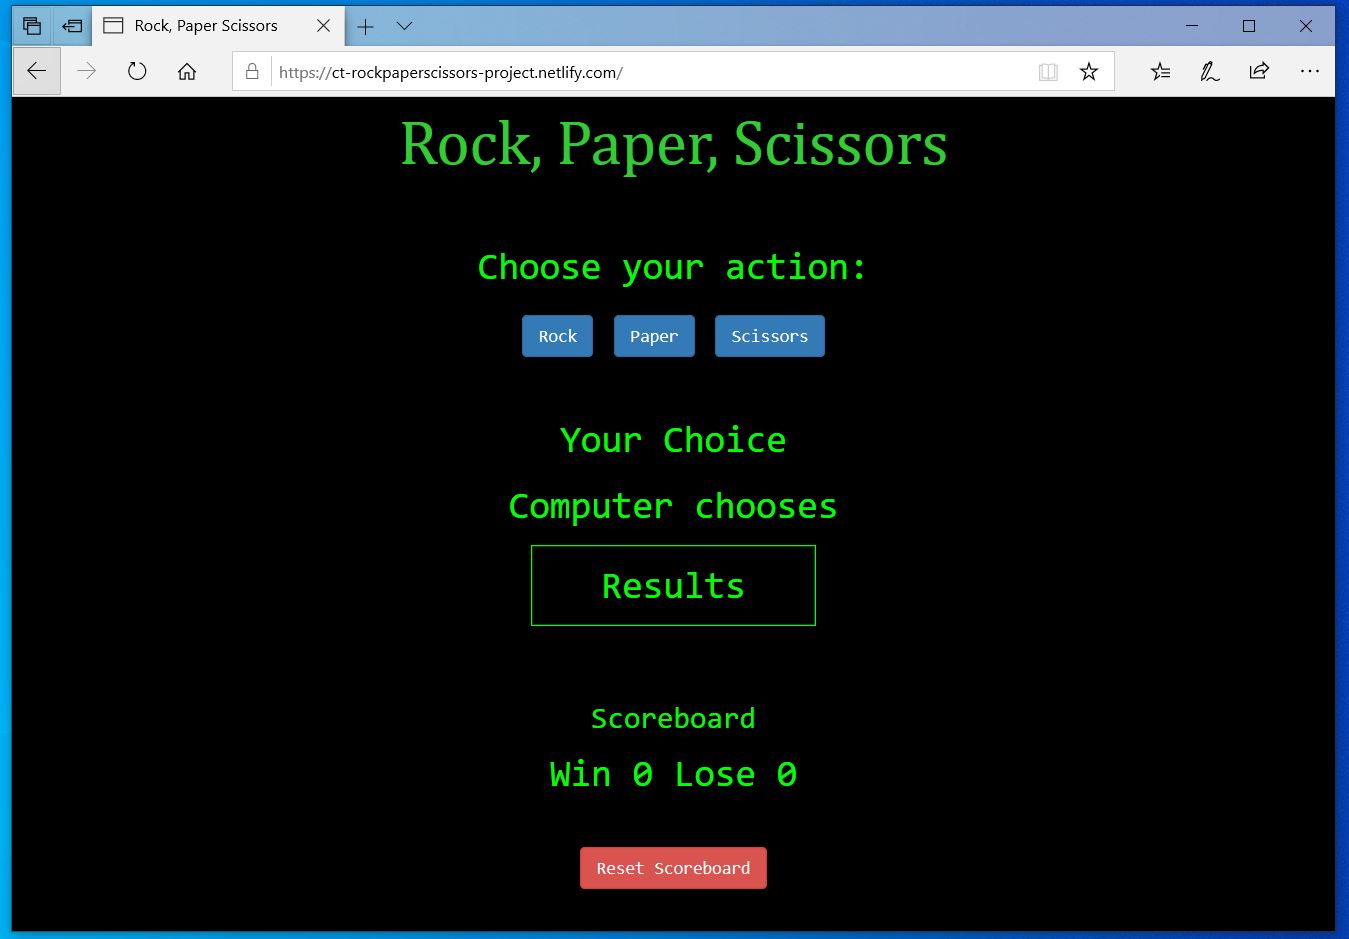 Rock, Paper Scissors
https://ct-rockpaperscissors-project.netlify.com/
Rock, Paper, Scissors
Choose your action:
Rock Paper Scissors
Your Choice
Computer chooses
Results
Scoreboard
Win 0 Lose 0
Reset Scoreboard